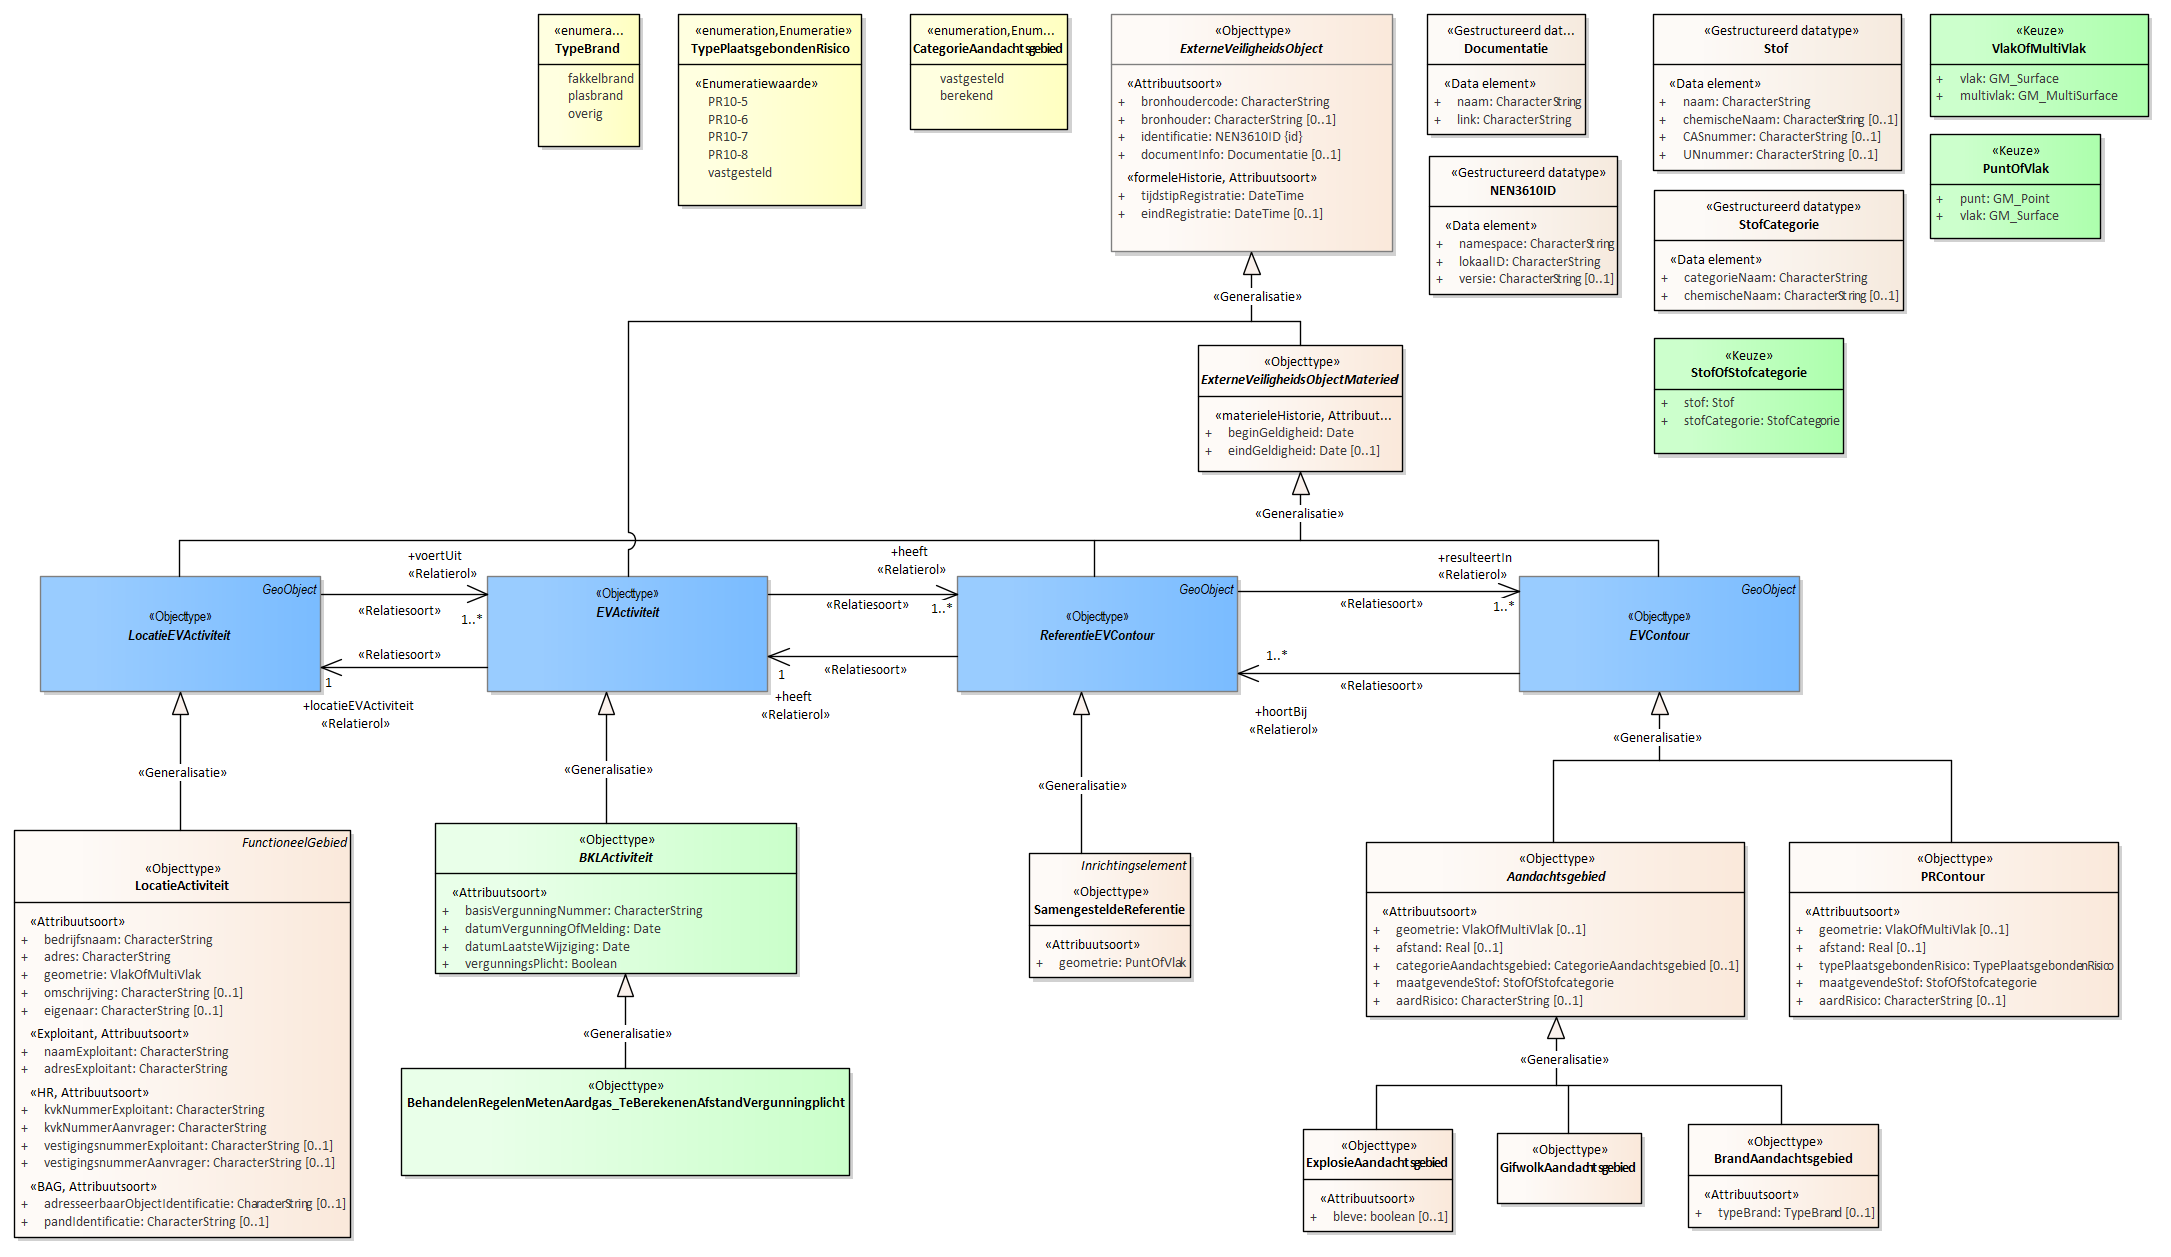 «enumera...
TypeBrand
fakkelbrand
plasbrand
overig
«enumeration,Enumeratie»
TypePlaatsgebondenRisico
«Enumeratiewaarde»
PR10-5
PR10-6
PR10-7
PR10-8
vastgesteld
«enumeration,Enum...
CategorieAandachtsgebied
vastgesteld
berekend
«Objecttype»
ExterneVeiligheidsObject
«Attribuutsoort»
+ bronhoudercode: CharacterString
+ bronhouder: CharacterString [0..1]
+ identificatie: NEN3610ID {id}
+ documentInfo: Documentatie [0..1]
«formeleHistorie, Attribuutsoort»
+ tijdstipRegistratie: DateTime
+ eindRegistratie: DateTime [0..1]
«Gestructureerd dat...
Documentatie
«Data element»
+ naam: CharacterString
+ link: CharacterString
«Gestructureerd datatype»
NEN3610ID
«Data element»
+ namespace: CharacterString
+ lokaalID: CharacterString
+ versie: CharacterString [0..1]
«Gestructureerd datatype»
Stof
«Data element»
+ naam: CharacterString
+ chemischeNaam: CharacterString [0..1]
+ CASnummer: CharacterString [0..1]
+ UNnummer: CharacterString [0..1]
«Gestructureerd datatype»
StofCategorie
«Data element»
+ categorieNaam: CharacterString
+ chemischeNaam: CharacterString [0..1]
«Keuze»
StofOfStofcategorie
+ stof: Stof
+ stofCategorie: StofCategorie
«Keuze»
VlakOfMultiVlak
+ vlak: GM_Surface
+ multivlak: GM_MultiSurface
«Keuze»
PuntOfVlak
+ punt: GM_Point
+ vlak: GM_Surface
«Generalisatie»
«Objecttype»
ExterneVeiligheidsObjectMaterieel
«materieleHistorie, Attribuut...
+ beginGeldigheid: Date
+ eindGeldigheid: Date [0..1]
«Generalisatie»
GeoObject
«Objecttype»
LocatieEVActiviteit
+voertUit
«Relatierol»
«Relatiesoort»
1..*
«Relatiesoort»
1
+locatieEVActiviteit
«Relatierol»
«Objecttype»
EVActiviteit
+heeft
«Relatierol»
«Relatiesoort»
1..*
«Relatiesoort»
1
+heeft
«Relatierol»
GeoObject
«Objecttype»
ReferentieEVContour
+resulteertIn
«Relatierol»
«Relatiesoort»
1..*
1..*
«Relatiesoort»
+hoortBij
«Relatierol»
GeoObject
«Objecttype»
EVContour
«Generalisatie»
«Generalisatie»
«Generalisatie»
«Generalisatie»
FunctioneelGebied
«Objecttype»
LocatieActiviteit
«Attribuutsoort»
+ bedrijfsnaam: CharacterString
+ adres: CharacterString
+ geometrie: VlakOfMultiVlak
+ omschrijving: CharacterString [0..1]
+ eigenaar: CharacterString [0..1]
«Exploitant, Attribuutsoort»
+ naamExploitant: CharacterString
+ adresExploitant: CharacterString
«HR, Attribuutsoort»
+ kvkNummerExploitant: CharacterString
+ kvkNummerAanvrager: CharacterString
+ vestigingsnummerExploitant: CharacterString [0..1]
+ vestigingsnummerAanvrager: CharacterString [0..1]
«BAG, Attribuutsoort»
+ adresseerbaarObjectIdentificatie: CharacterString [0..1]
+ pandIdentificatie: CharacterString [0..1]
«Objecttype»
BKLActiviteit
«Attribuutsoort»
+ basisVergunningNummer: CharacterString
+ datumVergunningOfMelding: Date
+ datumLaatsteWijziging: Date
+ vergunningsPlicht: Boolean
«Generalisatie»
«Objecttype»
BehandelenRegelenMetenAardgas_TeBerekenenAfstandVergunningplicht
Inrichtingselement
«Objecttype»
SamengesteldeReferentie
«Attribuutsoort»
+ geometrie: PuntOfVlak
«Objecttype»
Aandachtsgebied
«Attribuutsoort»
+ geometrie: VlakOfMultiVlak [0..1]
+ afstand: Real [0..1]
+ categorieAandachtsgebied: CategorieAandachtsgebied [0..1]
+ maatgevendeStof: StofOfStofcategorie
+ aardRisico: CharacterString [0..1]
«Objecttype»
PRContour
«Attribuutsoort»
+ geometrie: VlakOfMultiVlak [0..1]
+ afstand: Real [0..1]
+ typePlaatsgebondenRisico: TypePlaatsgebondenRisico
+ maatgevendeStof: StofOfStofcategorie
+ aardRisico: CharacterString [0..1]
«Generalisatie»
«Objecttype»
ExplosieAandachtsgebied
«Attribuutsoort»
+ bleve: boolean [0..1]
«Objecttype»
GifwolkAandachtsgebied
«Objecttype»
BrandAandachtsgebied
«Attribuutsoort»
+ typeBrand: TypeBrand [0..1]